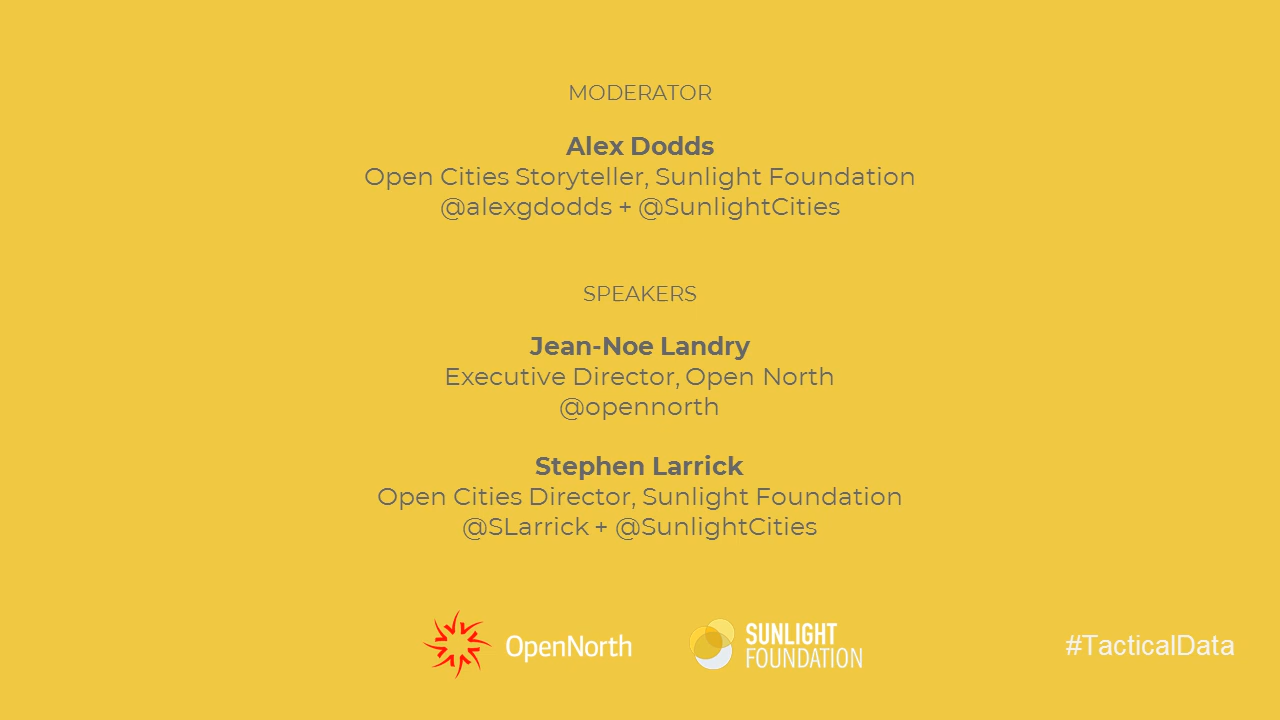 MODERATOR
Alex Dodds
Open Cities Storyteller, Sunlight Foundation
@alexgdodds + @SunlightCities
SPEAKERS
Jean-Noe Landry
Executive Director, Open North
@opennorth
Stephen Larrick
Open Cities Director, Sunlight Foundation
@SLarrick + @SunlightCities
OpenNorth
SUNLIGHT
FOUNDATION
#TacticalData